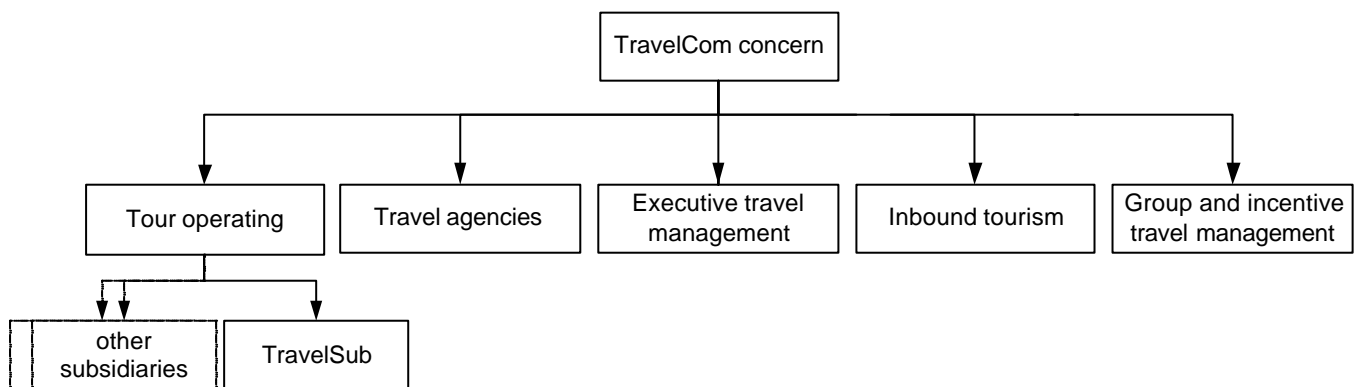 TravelCom concern
Tour operating
Travel agencies
Executive travel
management
Inbound tourism
Group and incentive
travel management
other
subsidiaries
TravelSub